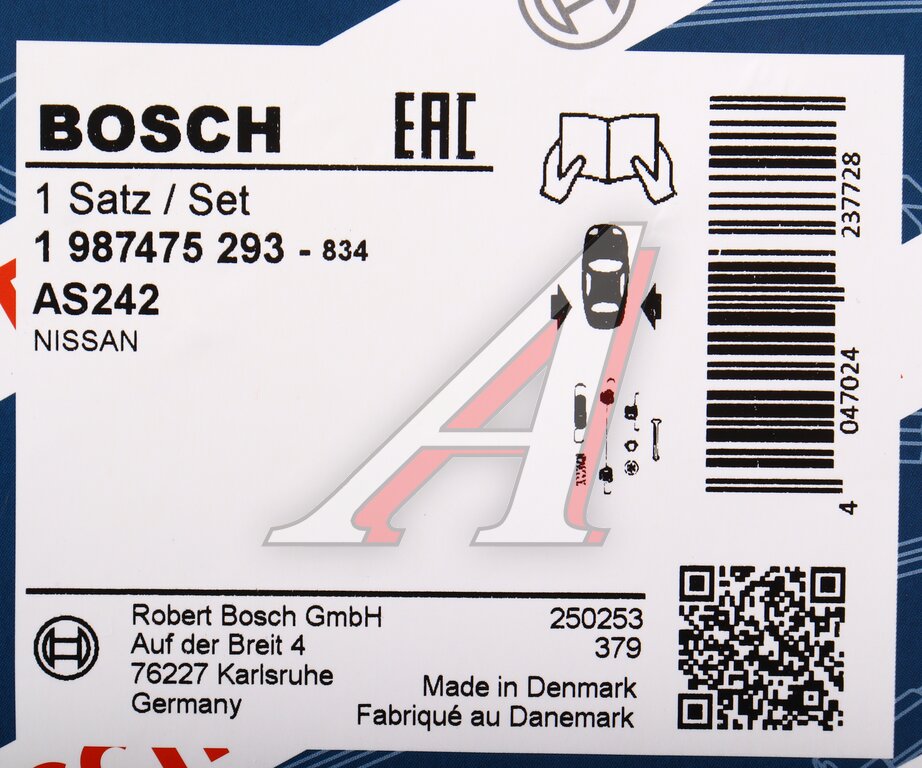 BOSCH
EAC
1 Satz / Set
1 987475 293 - 834
AS242
NISSAN
4 047024 237728
Robert Bosch GmbH
Auf der Breit 4
76227 Karlsruhe
Germany
250253
379
Made in Denmark
Fabriqué au Danemark